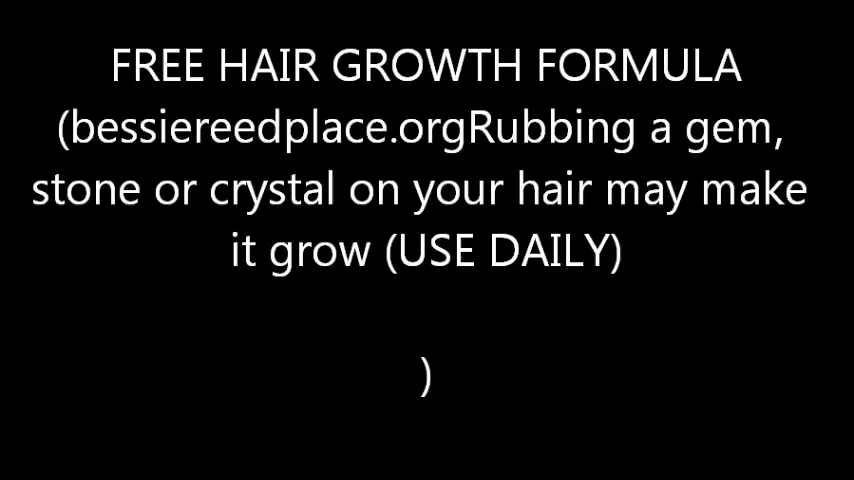 FREE HAIR GROWTH FORMULA
(bessiereedplace.orgRubbing a gem,
stone or crystal on your hair may make
it grow (USE DAILY)
)